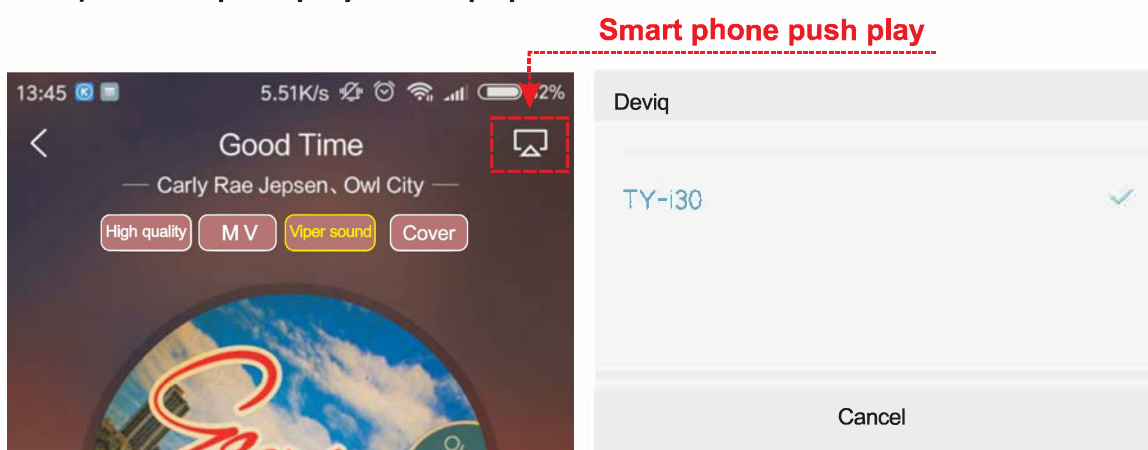 Smart phone push play
13:45
5.51K/s
2%
Good Time
— Carly Rae Jepsen、Owl City —
High quality
M V
Viper sound
Cover
Deviq
TY-i30
Cancel